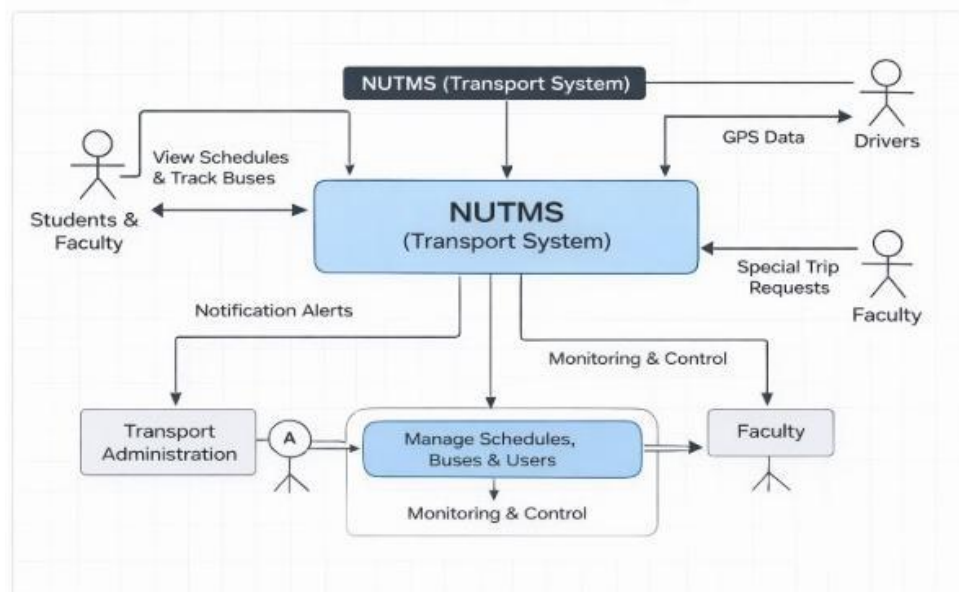 NUTMS (Transport System)
GPS Data
Drivers
View Schedules
& Track Buses
Students &
Faculty
NUTMS
(Transport System)
Special Trip
Requests
Faculty
Notification Alerts
Monitoring & Control
Transport
Administration
A
Manage Schedules,
Buses & Users
Faculty
Monitoring & Control